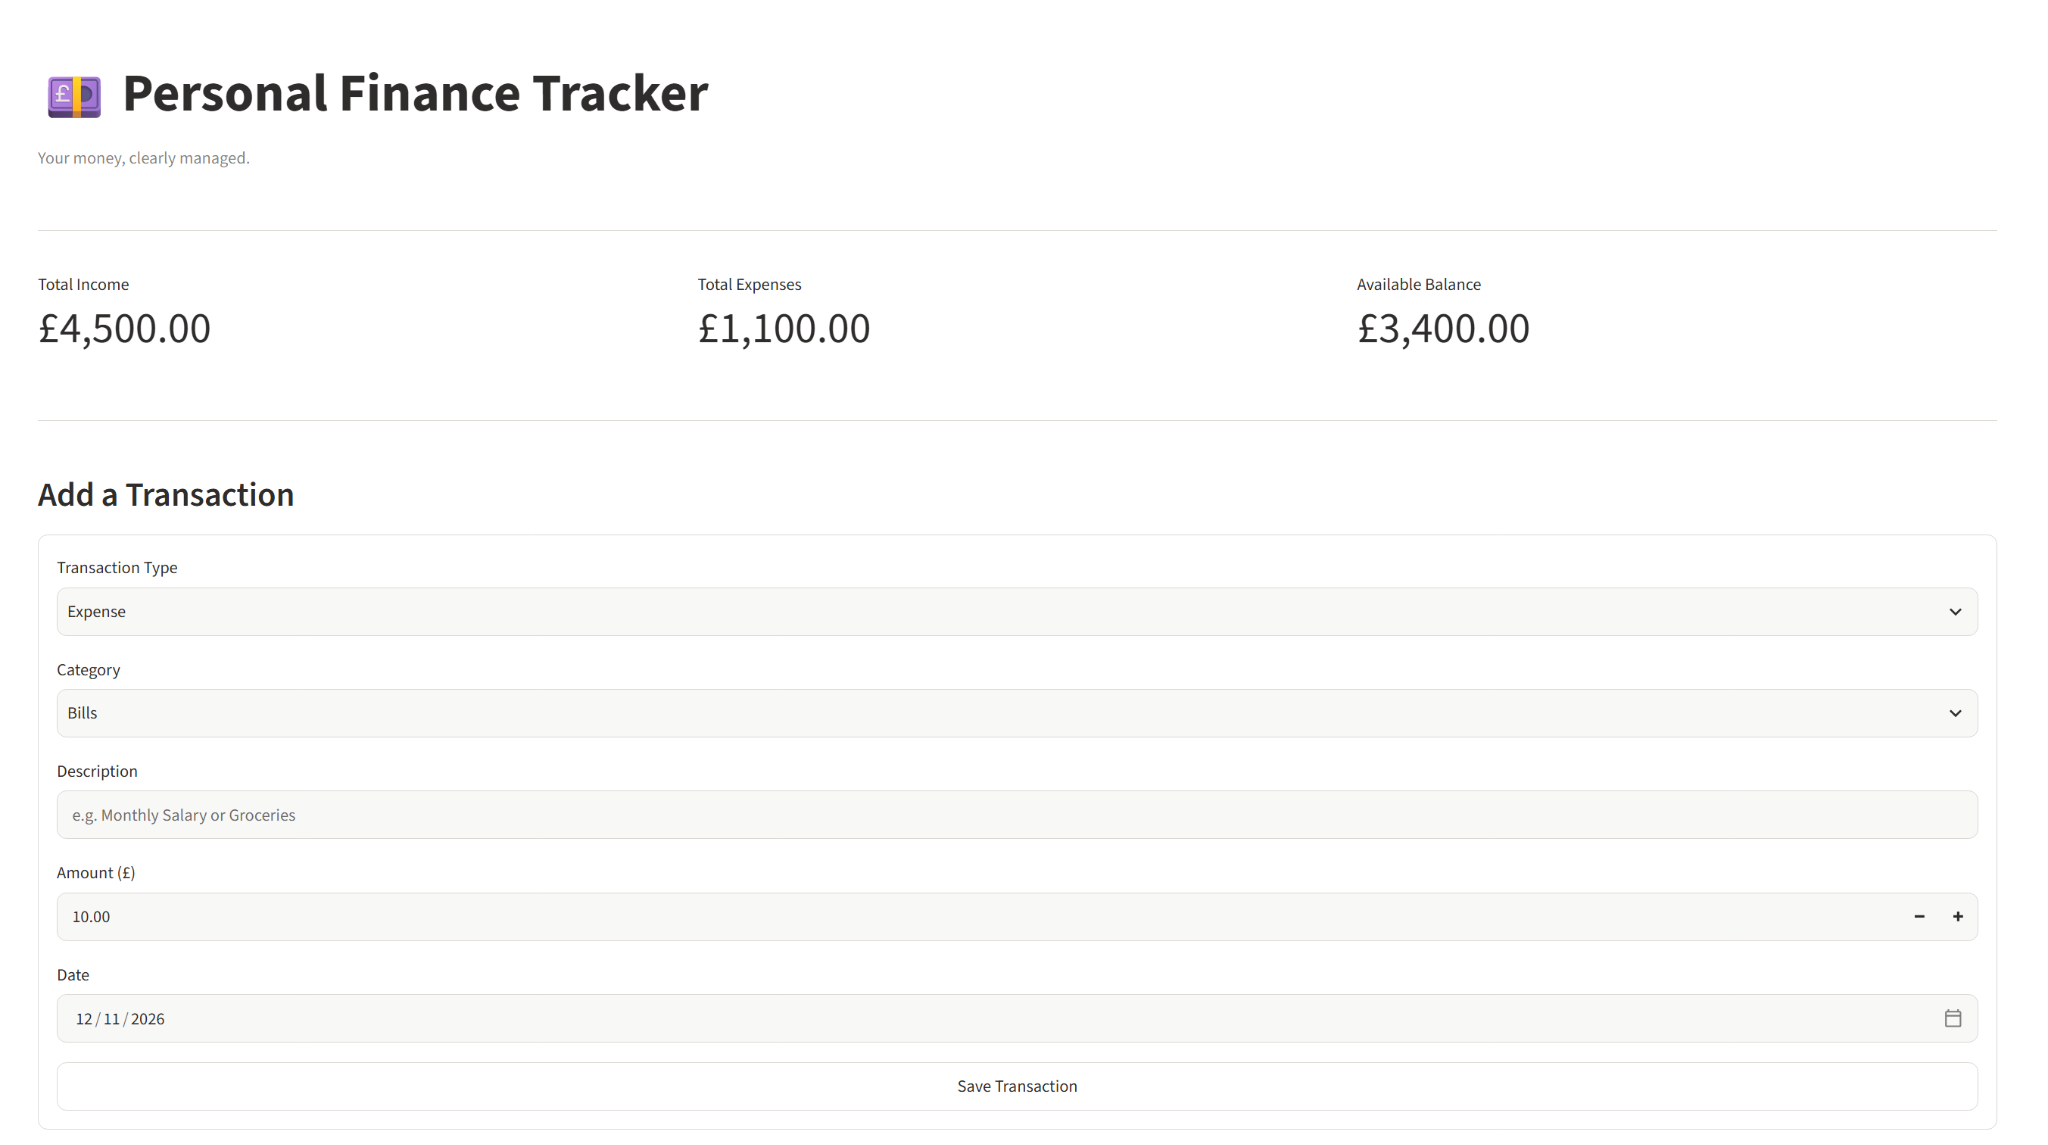 Personal Finance Tracker
Your money, clearly managed.
Total Income
£4,500.00
Total Expenses
£1,100.00
Available Balance
£3,400.00
Add a Transaction
Transaction Type
Expense
Category
Bills
Description
e.g. Monthly Salary or Groceries
Amount (£)
10.00
Date
12/11/2026
Save Transaction